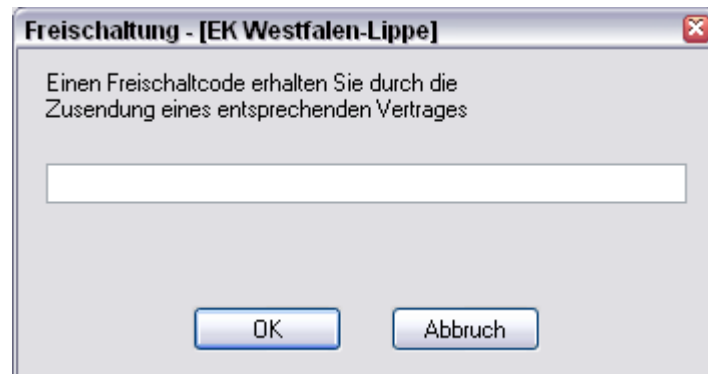 Freischaltung - [EK Westfalen-Lippe]
Einen Freischaltcode erhalten Sie durch die
Zusendung eines entsprechenden Vertrages
OK Abbruch